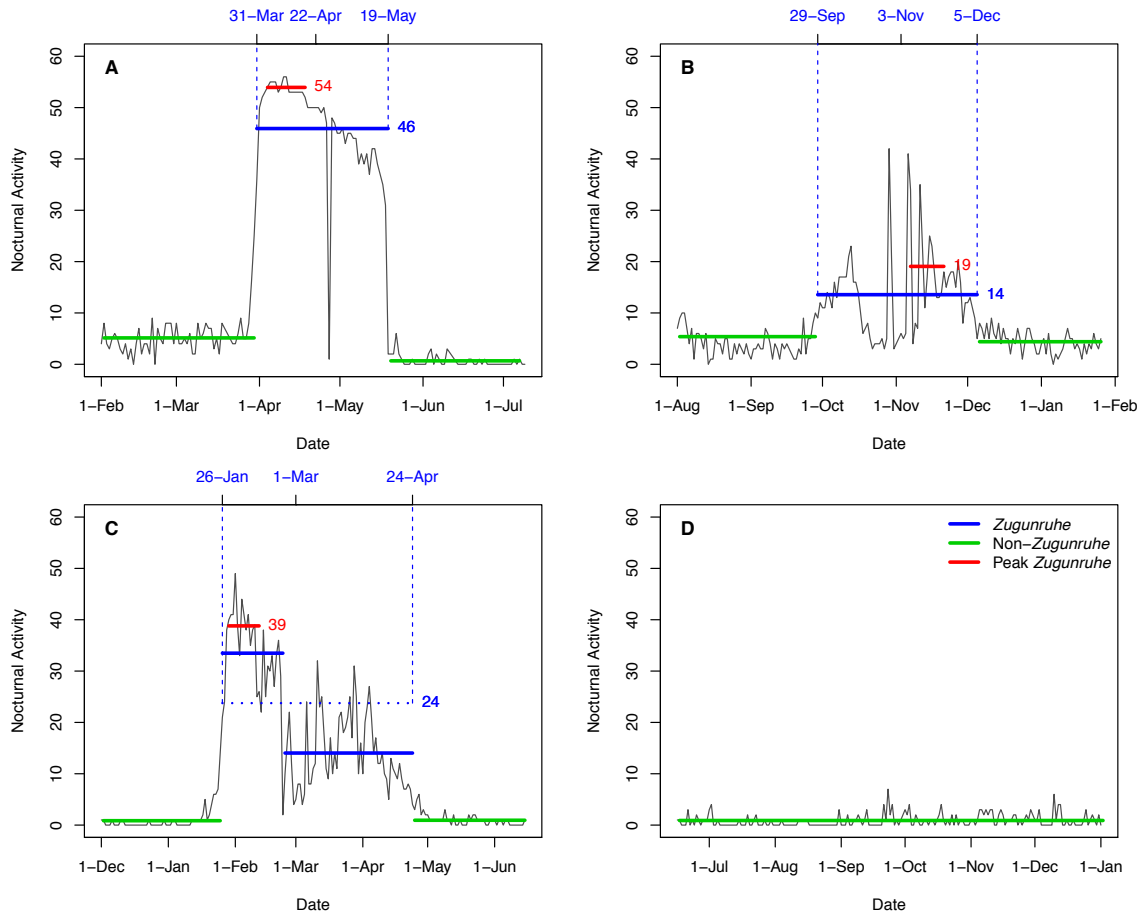 31−Mar 22−Apr 19−May
A
54
46
60
50
40
30
20
10
0
Nocturnal Activity
1−Feb 1−Mar 1−Apr 1−May 1−Jun 1−Jul
Date
29−Sep 3−Nov 5−Dec
B
19
14
60
50
40
30
20
10
0
Nocturnal Activity
1−Aug 1−Sep 1−Oct 1−Nov 1−Dec 1−Jan 1−Feb
Date
26−Jan 1−Mar 24−Apr
C
39
24
60
50
40
30
20
10
0
Nocturnal Activity
1−Dec 1−Jan 1−Feb 1−Mar 1−Apr 1−May 1−Jun
Date
D
Zugunruhe
Non−Zugunruhe
Peak Zugunruhe
60
50
40
30
20
10
0
Nocturnal Activity
1−Jul 1−Aug 1−Sep 1−Oct 1−Nov 1−Dec 1−Jan
Date